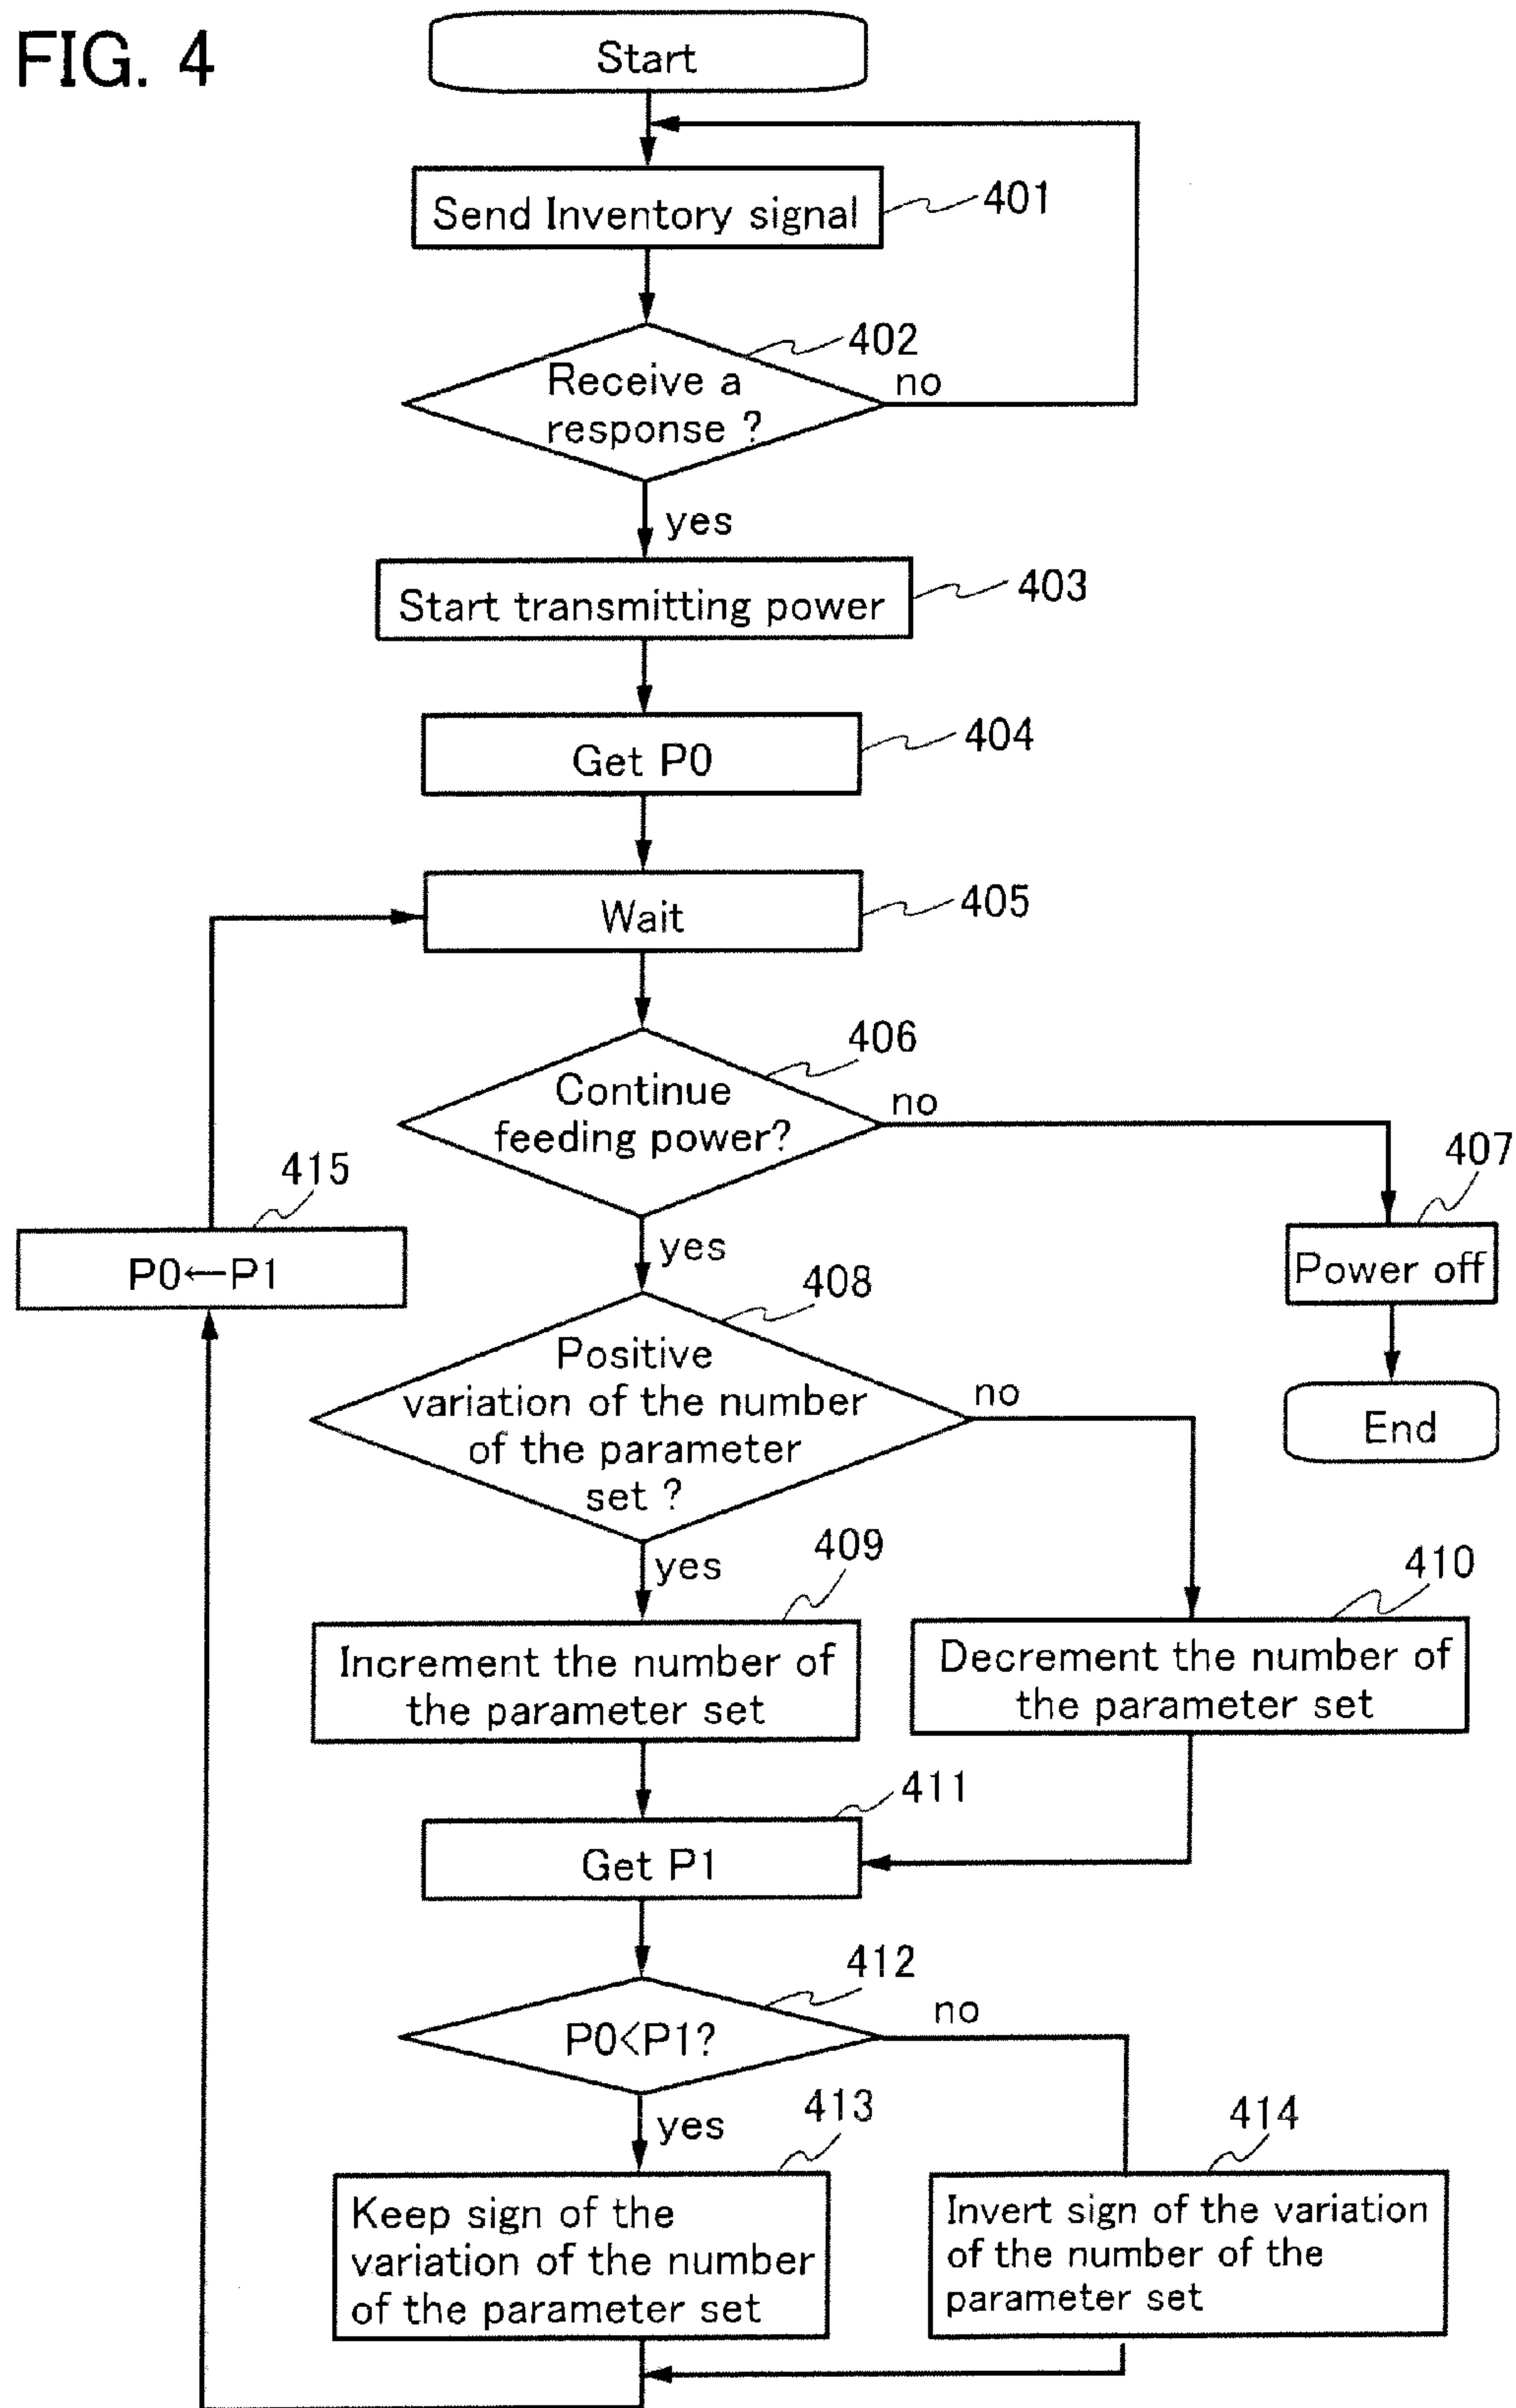 FIG. 4
Start
Send Inventory signal
401
402
Receive a
response ?
no
yes
Start transmitting power
403
Get P0
404
Wait
405
406
Continue
feeding power?
no
yes
407
Power off
End
415
P0←P1
408
Positive
variation of the number
of the parameter
set ?
no
yes
409
Increment the number of
the parameter set
410
Decrement the number of
the parameter set
411
Get P1
412
P0<P1?
no
yes
413
Keep sign of the
variation of the number
of the parameter set
414
Invert sign of the variation
of the number of the
parameter set